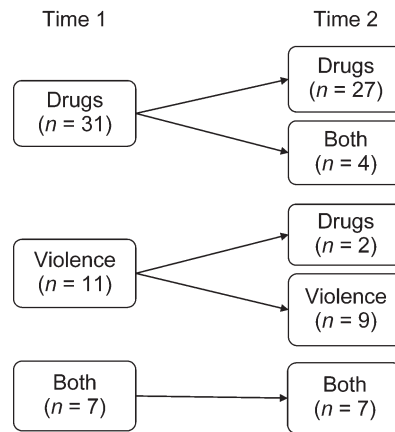 Time 1
Time 2
Drugs
(n = 31)
Drugs
(n = 27)
Both
(n = 4)
Violence
(n = 11)
Drugs
(n = 2)
Violence
(n = 9)
Both
(n = 7)
Both
(n = 7)